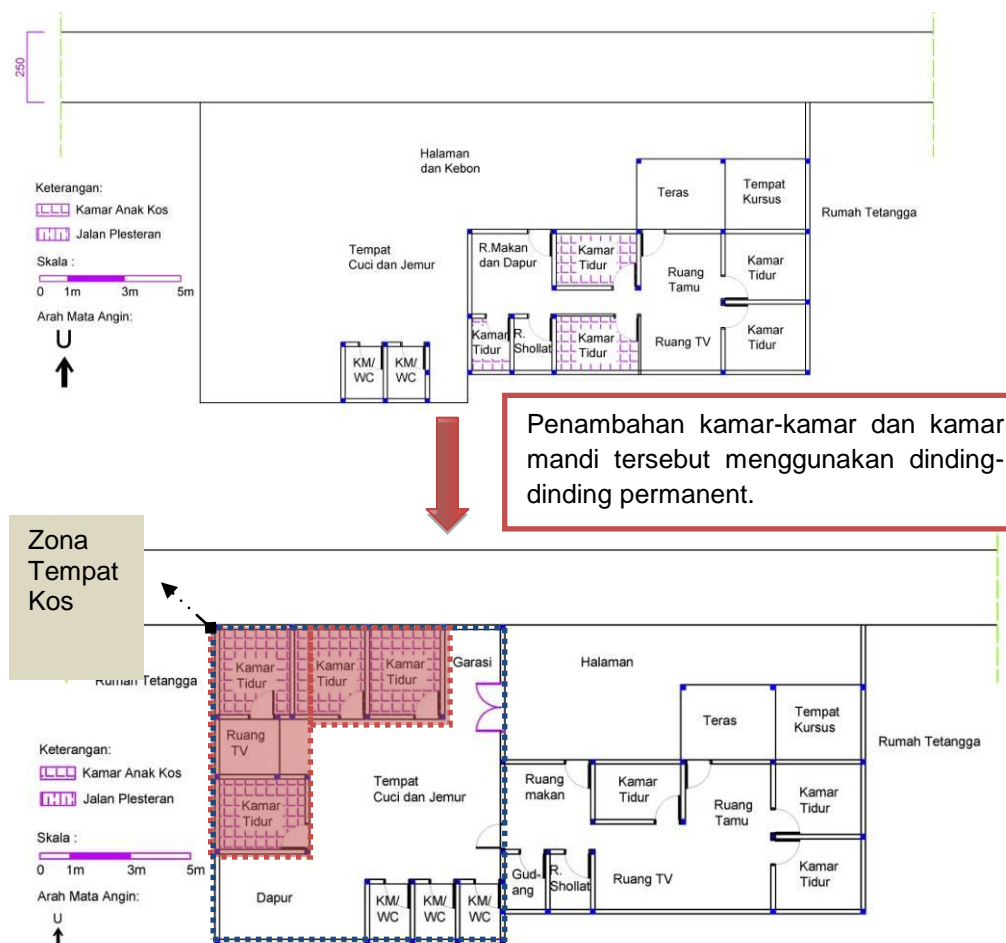 250
Halaman
dan Kebon
Teras
Tempat
Kursus
Rumah Tetangga
Keterangan:
Kamar Anak Kos
Jalan Plesteran
Skala :
0 1m 3m 5m
Arah Mata Angin:
U
Tempat
Cuci dan Jemur
R.Makan
dan Dapur
Kamar
Tidur
Ruang
Tamu
Kamar
Tidur
Kamar
Tidur
R.
Shollat
Kamar
Tidur
Ruang TV
Kamar
Tidur
KM/
WC
KM/
WC
Penambahan kamar-kamar dan kamar
mandi tersebut menggunakan dinding-
dinding permanent.
Zona
Tempat
Kos
Rumah Tetangga
Kamar
Tidur
Kamar
Tidur
Kamar
Tidur
Garasi
Halaman
Teras
Tempat
Kursus
Rumah Tetangga
Ruang
TV
Keterangan:
Kamar Anak Kos
Jalan Plesteran
Skala :
0 1m 3m 5m
Arah Mata Angin:
U
Kamar
Tidur
Tempat
Cuci dan Jemur
Ruang
makan
Kamar
Tidur
Ruang
Tamu
Kamar
Tidur
Dapur
KM/
WC
KM/
WC
KM/
WC
Gud-
ang
R.
Shollat
Ruang TV
Kamar
Tidur